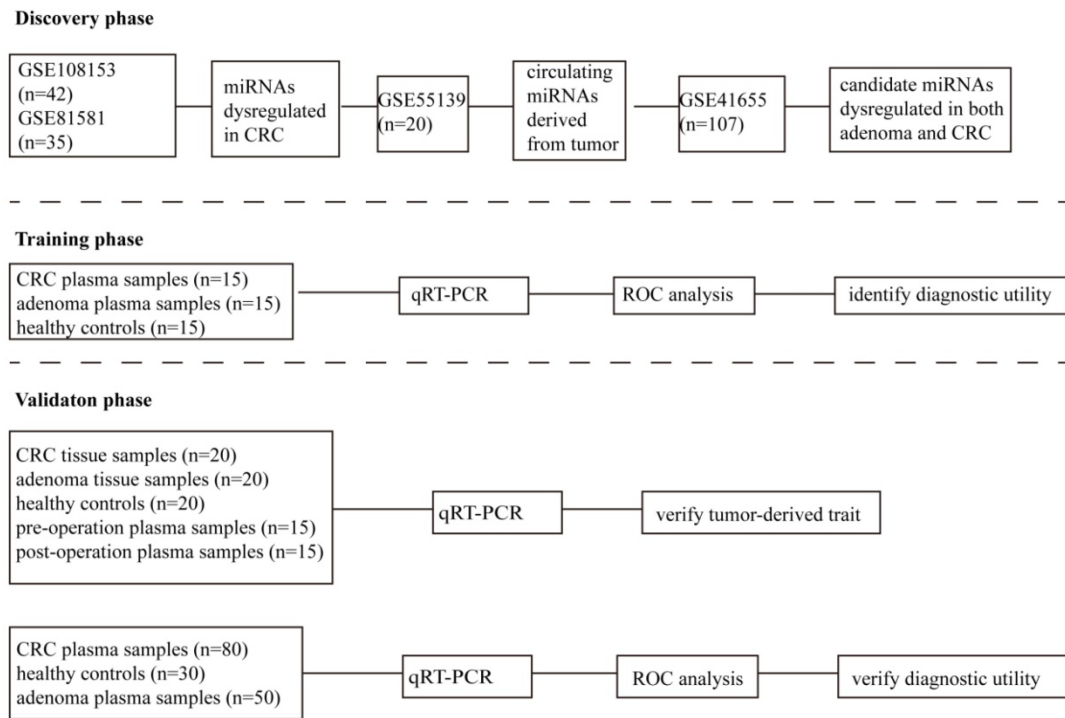 Discovery phase
GSE108153
(n=42)
GSE81581
(n=35)
miRNAs
dysregulated
in CRC
GSE55139
(n=20)
circulating
miRNAs
derived
from tumor
GSE41655
(n=107)
candidate miRNAs
dysregulated in both
adenoma and CRC
Training phase
CRC plasma samples (n=15)
adenoma plasma samples (n=15)
healthy controls (n=15)
qRT-PCR
ROC analysis
identify diagnostic utility
Validaton phase
CRC tissue samples (n=20)
adenoma tissue samples (n=20)
healthy controls (n=20)
pre-operation plasma samples (n=15)
post-operation plasma samples (n=15)
qRT-PCR
verify tumor-derived trait
CRC plasma samples (n=80)
healthy controls (n=30)
adenoma plasma samples (n=50)
qRT-PCR
ROC analysis
verify diagnostic utility